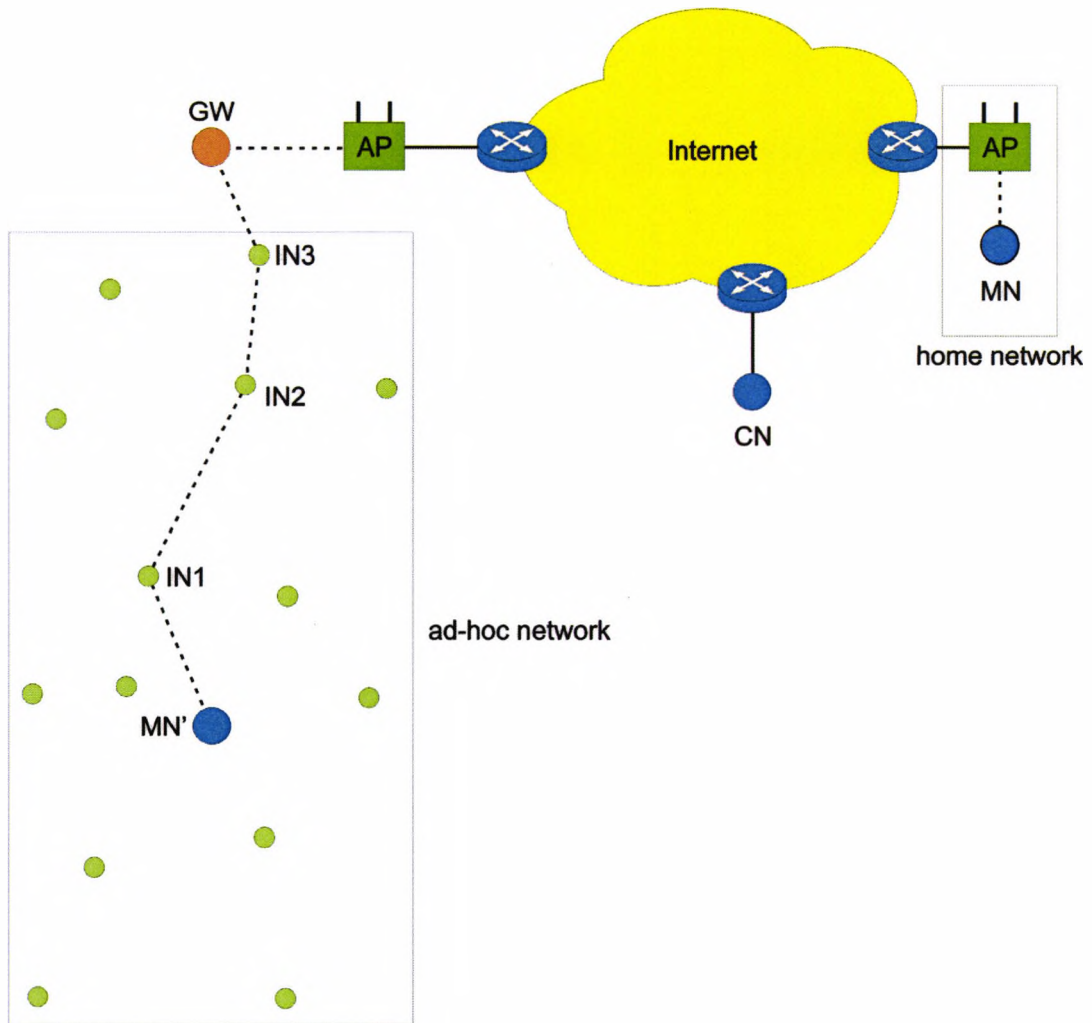 GW
AP
Internet
AP
IN3
MN
home network
IN2
CN
IN1
ad-hoc network
MN'